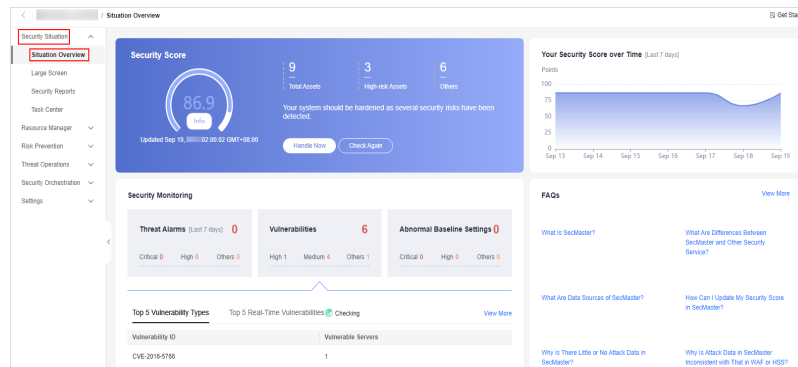 / Situation Overview
Get Sta
Security Situation
Situation Overview
Large Screen
Security Reports
Task Center
Resource Manager
Risk Prevention
Threat Operations
Security Orchestration
Settings
Security Score
86.9
Info
Updated Sep 19, 02:00:02 GMT+08:00
9
Total Assets
3
High-risk Assets
6
Others
Your system should be hardened as several security risks have been
detected.
Handle Now
Check Again
Your Security Score over Time (Last 7 days)
Points
100
75
50
25
0
Sep 13 Sep 14 Sep 15 Sep 16 Sep 17 Sep 18 Sep 19
Security Monitoring
Threat Alarms (Last 7 days) 0
Critical 0 High 0 Others 0
Vulnerabilities 6
High 1 Medium 4 Others 1
Abnormal Baseline Settings 0
Critical 0 High 0 Others 0
Top 5 Vulnerability Types
Top 5 Real-Time Vulnerabilities Checking
View More
Vulnerability ID Vulnerable Servers
CVE-2016-5766 1
FAQs
View More
What Is SecMaster?
What Are Differences Between
SecMaster and Other Security
Service?
What Are Data Sources of SecMaster?
How Can I Update My Security Score
in SecMaster?
Why Is There Little or No Attack Data in
SecMaster?
Why Is Attack Data in SecMaster
Inconsistent with That in WAF or HSS?